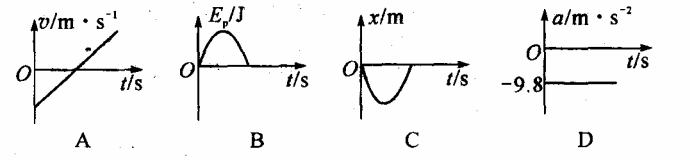 v/m·s⁻¹
O
t/s
A
Eₚ/J
O
t/s
B
x/m
O
t/s
C
a/m·s⁻²
O
-9.8
t/s
D